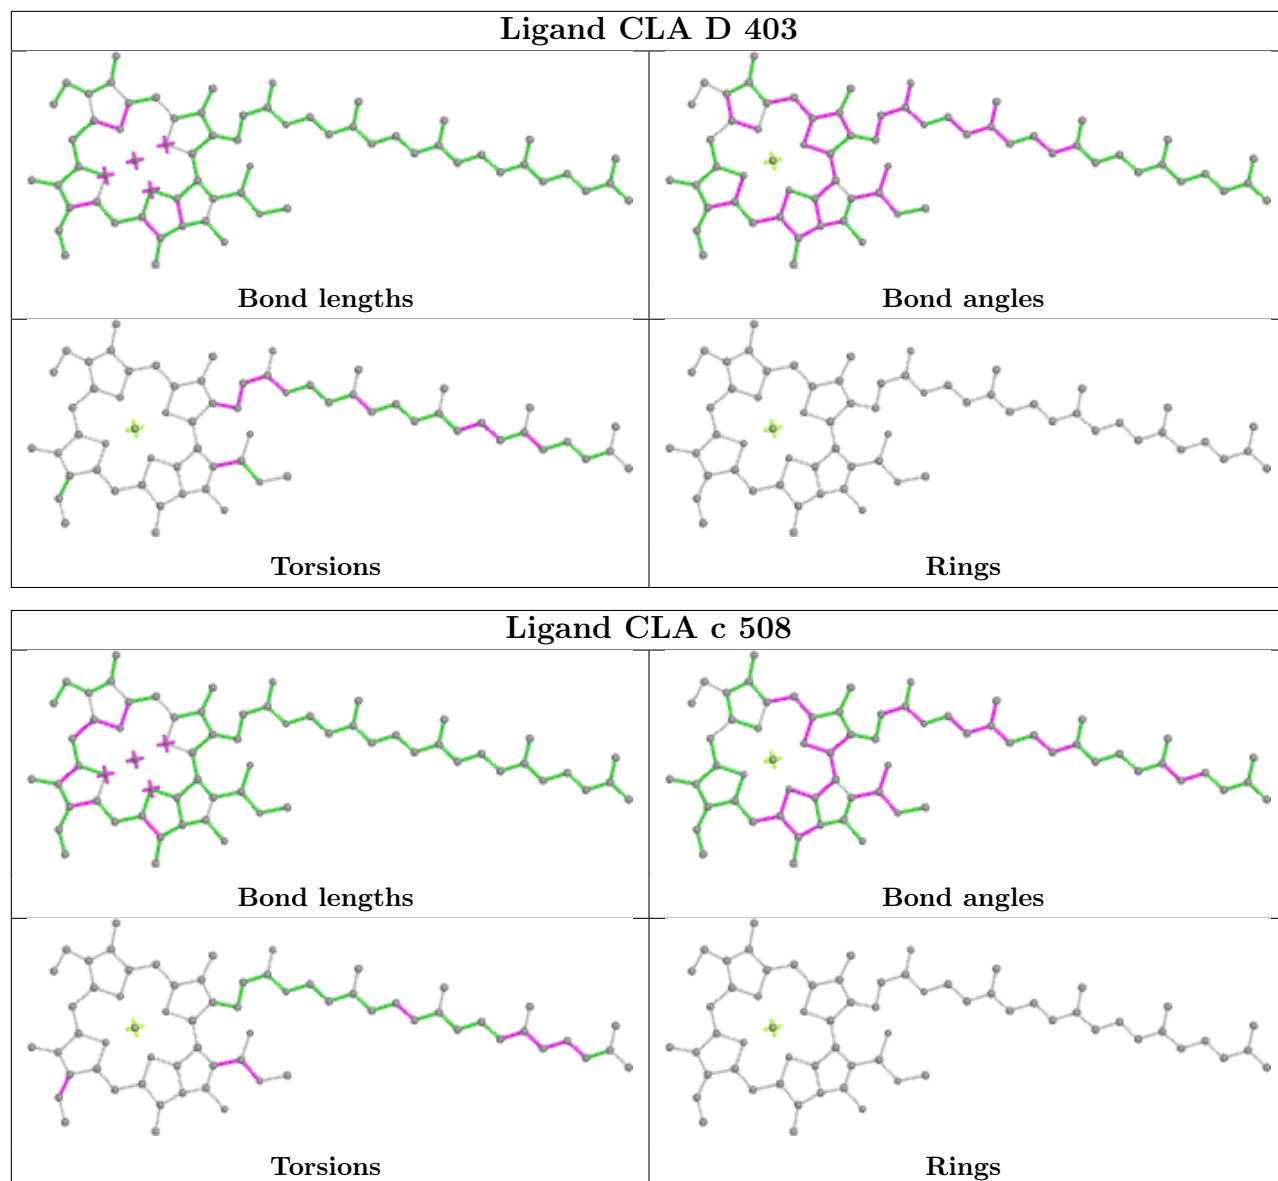 Ligand CLA D 403
Bond lengths
Bond angles
Torsions
Rings
Ligand CLA c 508
Bond lengths
Bond angles
Torsions
Rings